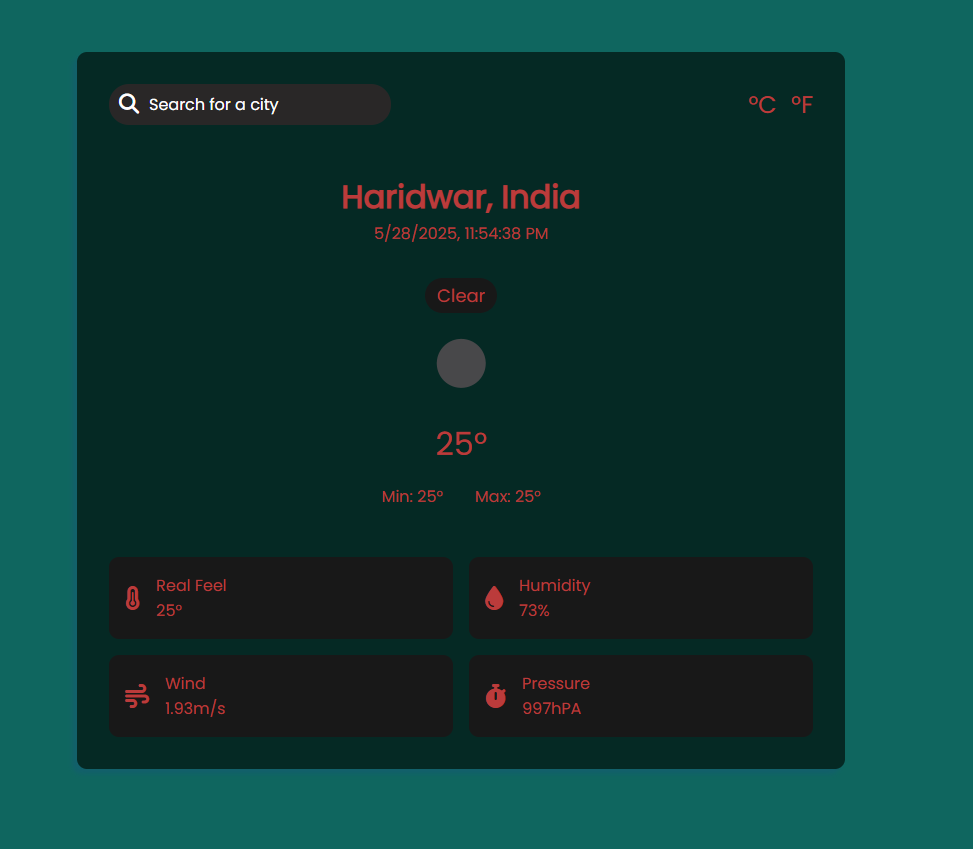 Search for a city
°C °F
Haridwar, India
5/28/2025, 11:54:38 PM
Clear
25°
Min: 25° Max: 25°
Real Feel
25°
Humidity
73%
Wind
1.93m/s
Pressure
997hPA